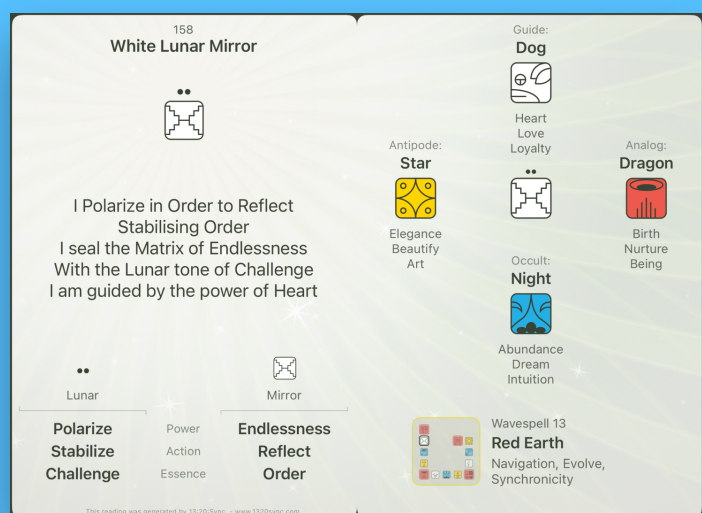 158
White Lunar Mirror
I Polarize in Order to Reflect
Stabilising Order
I seal the Matrix of Endlessness
With the Lunar tone of Challenge
I am guided by the power of Heart
Lunar
Mirror
Polarize Power Endlessness
Stabilize Action Reflect
Challenge Essence Order
This reading was generated by 13:20:Sync. - www.1320sync.com
Guide:
Dog
Heart
Love
Loyalty
Antipode:
Star
Elegance
Beautify
Art
Analog:
Dragon
Birth
Nurture
Being
Occult:
Night
Abundance
Dream
Intuition
Wavespell 13
Red Earth
Navigation, Evolve,
Synchronicity